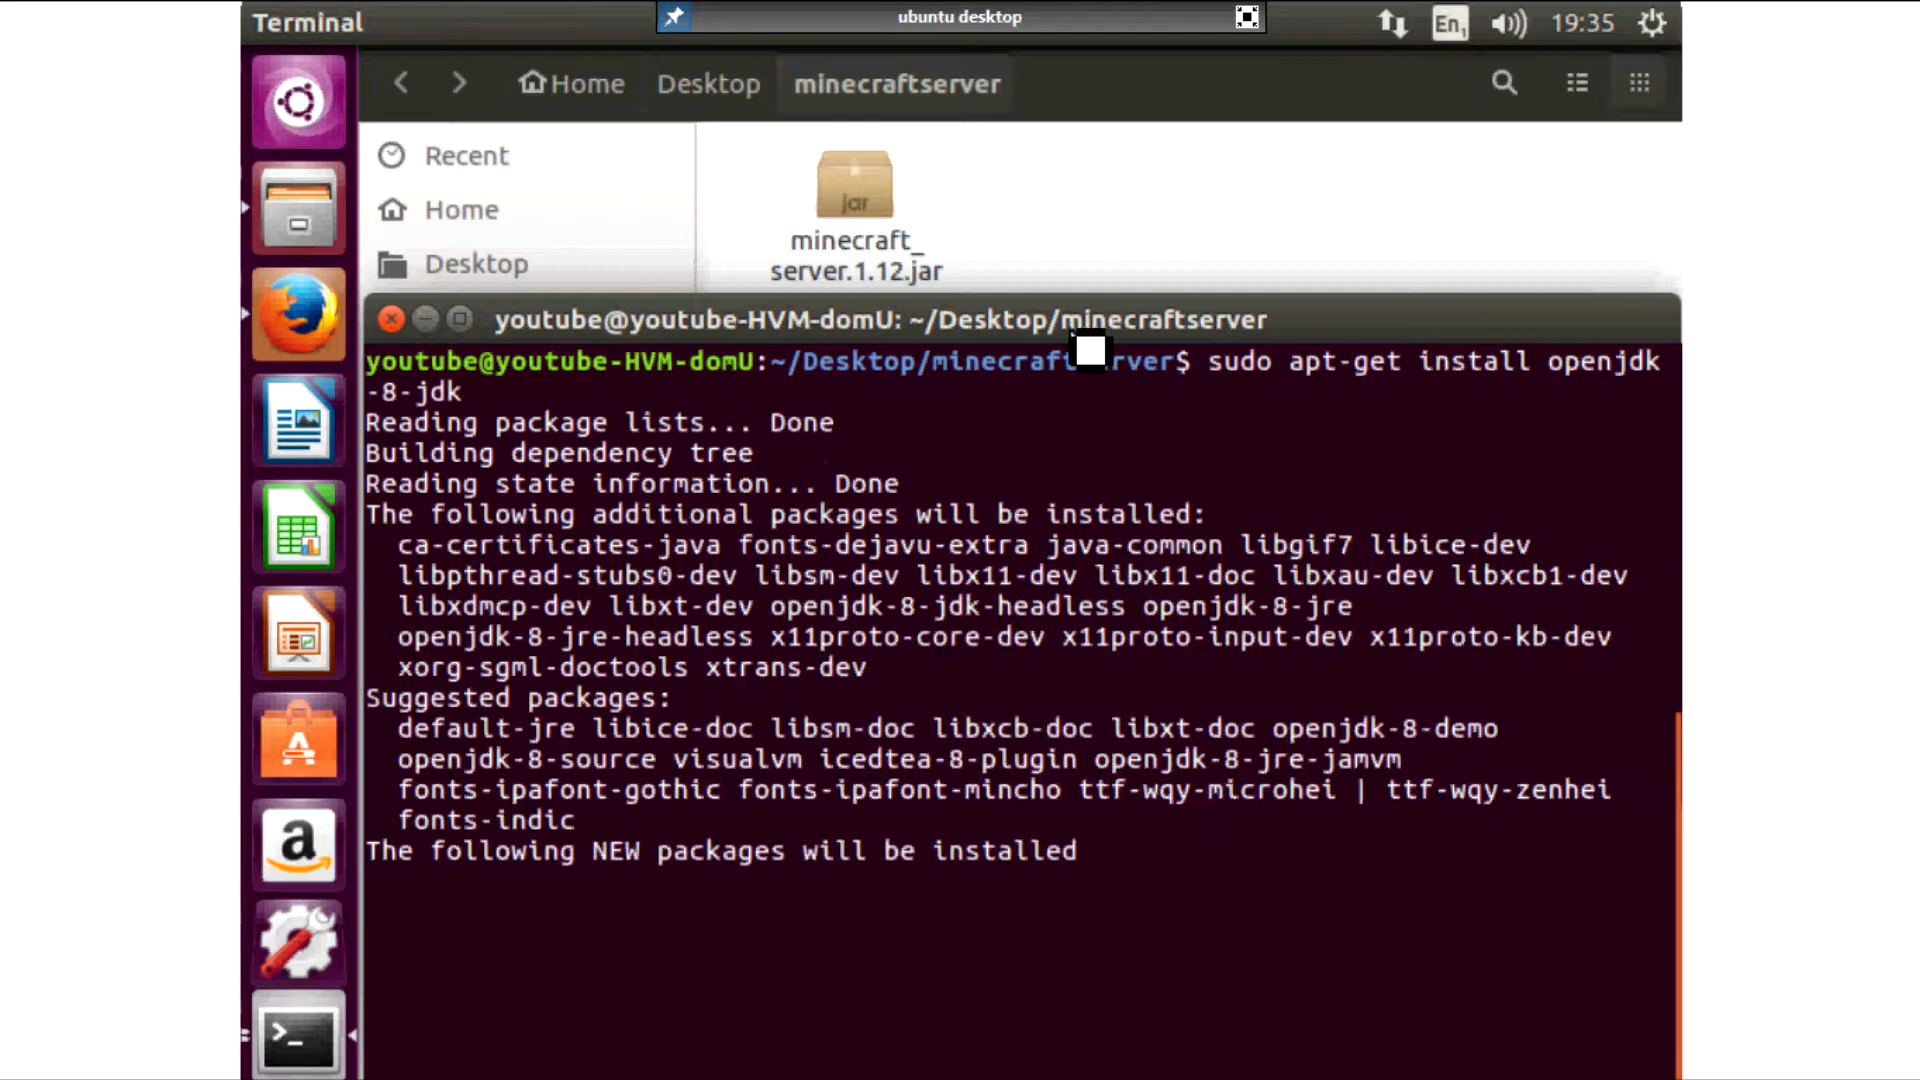 Terminal
ubuntu desktop
En1
19:35
Home
Desktop
minecraftserver
Recent
Home
Desktop
jar
minecraft_
server.1.12.jar
youtube@youtube-HVM-domU: ~/Desktop/minecraftserver
youtube@youtube-HVM-domU:~/Desktop/minecraft rver$ sudo apt-get install openjdk
-8-jdk
Reading package lists... Done
Building dependency tree
Reading state information... Done
The following additional packages will be installed:
ca-certificates-java fonts-dejavu-extra java-common libgif7 libice-dev
libpthread-stubs0-dev libsm-dev libx11-dev libx11-doc libxau-dev libxcb1-dev
libxdmcp-dev libxt-dev openjdk-8-jdk-headless openjdk-8-jre
openjdk-8-jre-headless x11proto-core-dev x11proto-input-dev x11proto-kb-dev
xorg-sgml-doctools xtrans-dev
Suggested packages:
default-jre libice-doc libsm-doc libxcb-doc libxt-doc openjdk-8-demo
openjdk-8-source visualvm icedtea-8-plugin openjdk-8-jre-jamvm
fonts-ipafont-gothic fonts-ipafont-mincho ttf-wqy-microhei | ttf-wqy-zenhei
fonts-indic
The following NEW packages will be installed